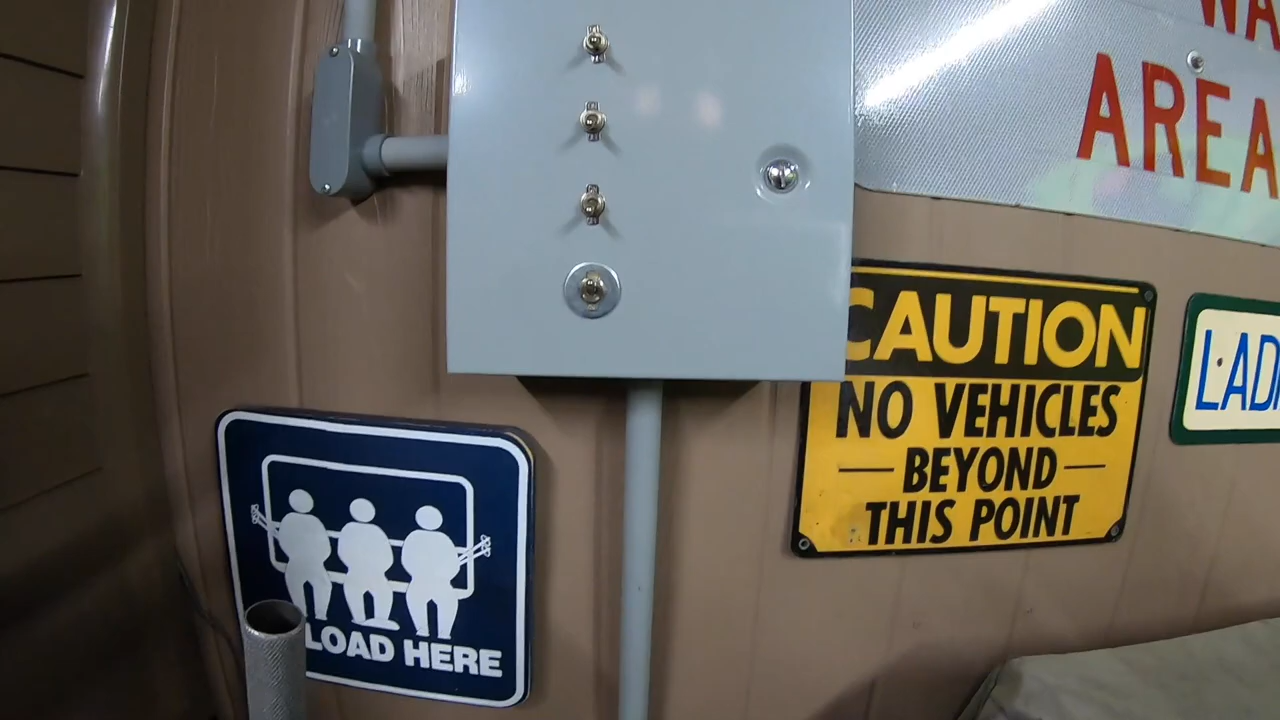 AREA
CAUTION
NO VEHICLES
BEYOND
THIS POINT
LOAD HERE